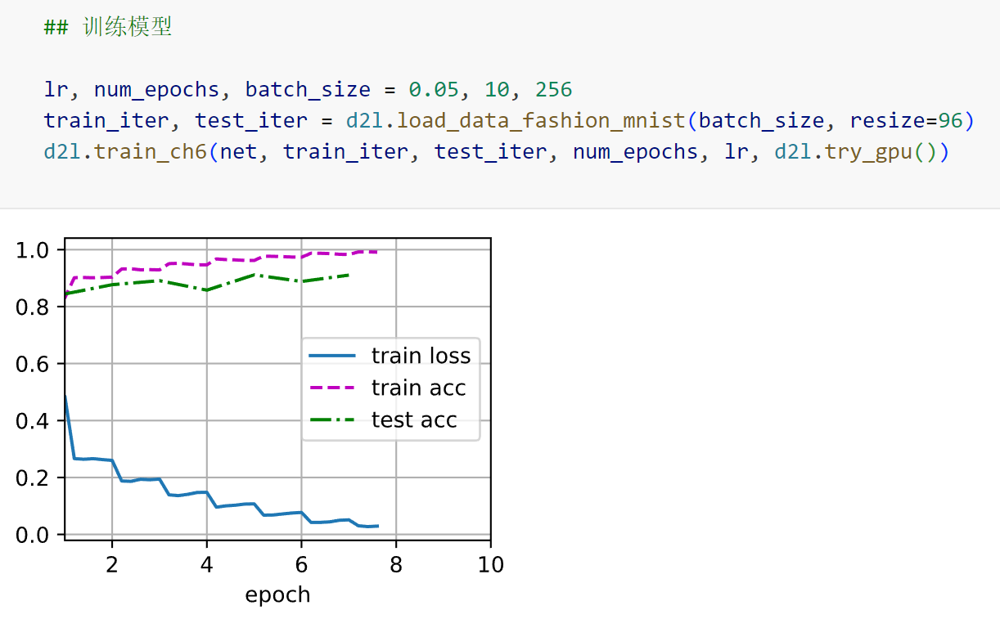 ## 训练模型
lr, num_epochs, batch_size = 0.05, 10, 256
train_iter, test_iter = d2l.load_data_fashion_mnist(batch_size, resize=96)
d2l.train_ch6(net, train_iter, test_iter, num_epochs, lr, d2l.try_gpu())
1.0
0.8
0.6
0.4
0.2
0.0
train loss
train acc
test acc
2 4 6 8 10
epoch